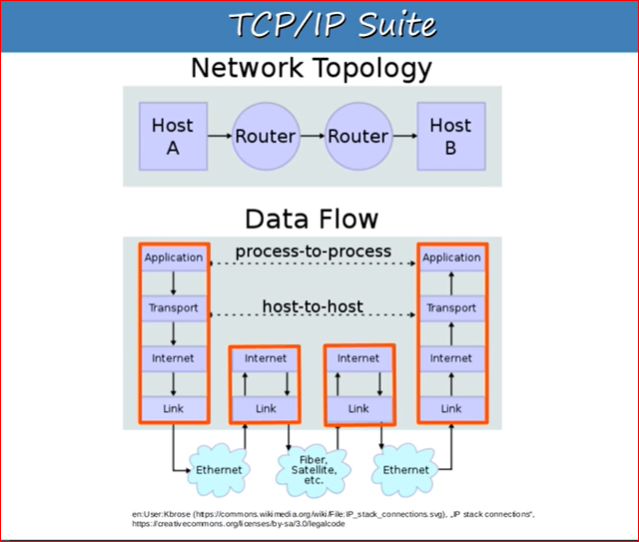 TCP/IP Suite
Network Topology
Host
A
Router
Router
Host
B
Data Flow
Application
process-to-process
Application
Transport
host-to-host
Transport
Internet
Internet
Internet
Internet
Link
Link
Link
Link
Ethernet
Fiber,
Satellite,
etc.
Ethernet
en:User:Kbrose (https://commons.wikimedia.org/wiki/File:IP_stack_connections.svg), „IP stack connections“,
https://creativecommons.org/licenses/by-sa/3.0/legalcode